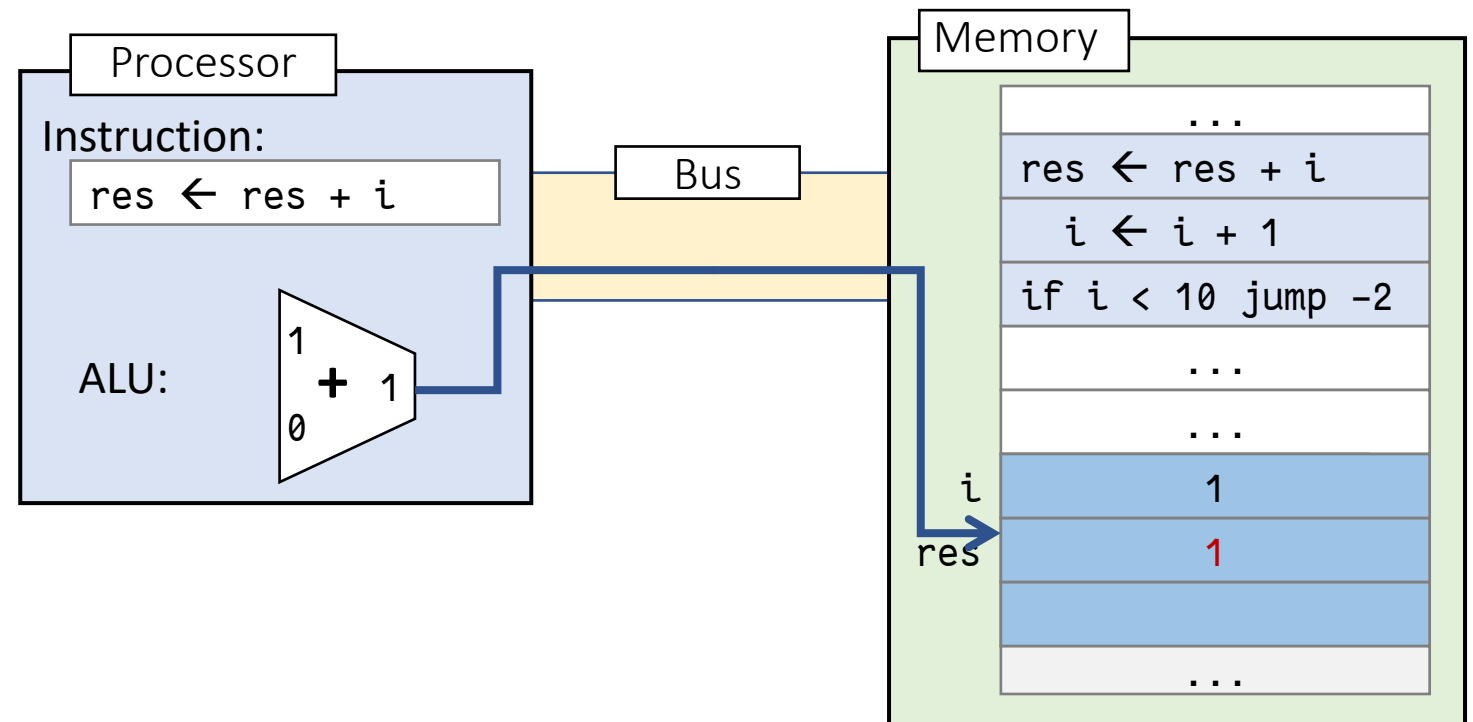 Processor
Instruction:
res ← res + i
ALU:
1
+ 1
0
Bus
Memory
...
res ← res + i
i ← i + 1
if i < 10 jump -2
...
...
i 1
res 1
...